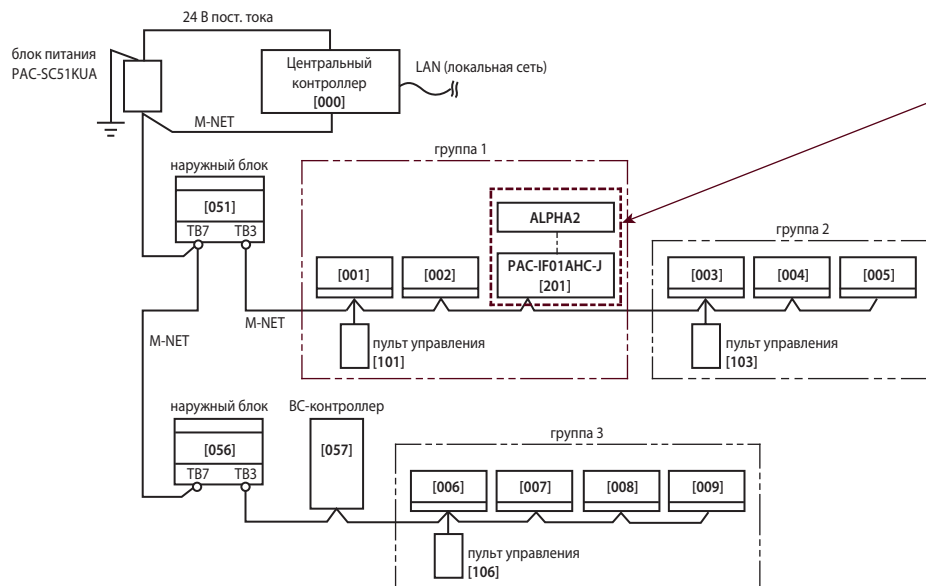 24 В пост. тока
блок питания
PAC-SC51KUA
Центральный
контроллер
[000]
LAN (локальная сеть)
M-NET
группа 1
наружный блок
[051]
TB7 TB3
ALPHA2
PAC-IF01AHC-J
[201]
группа 2
[001] [002]
[003] [004] [005]
M-NET
M-NET
пульт управления
[101]
пульт управления
[103]
наружный блок
[056]
TB7 TB3
BC-контроллер
[057]
группа 3
[006] [007] [008] [009]
пульт управления
[106]